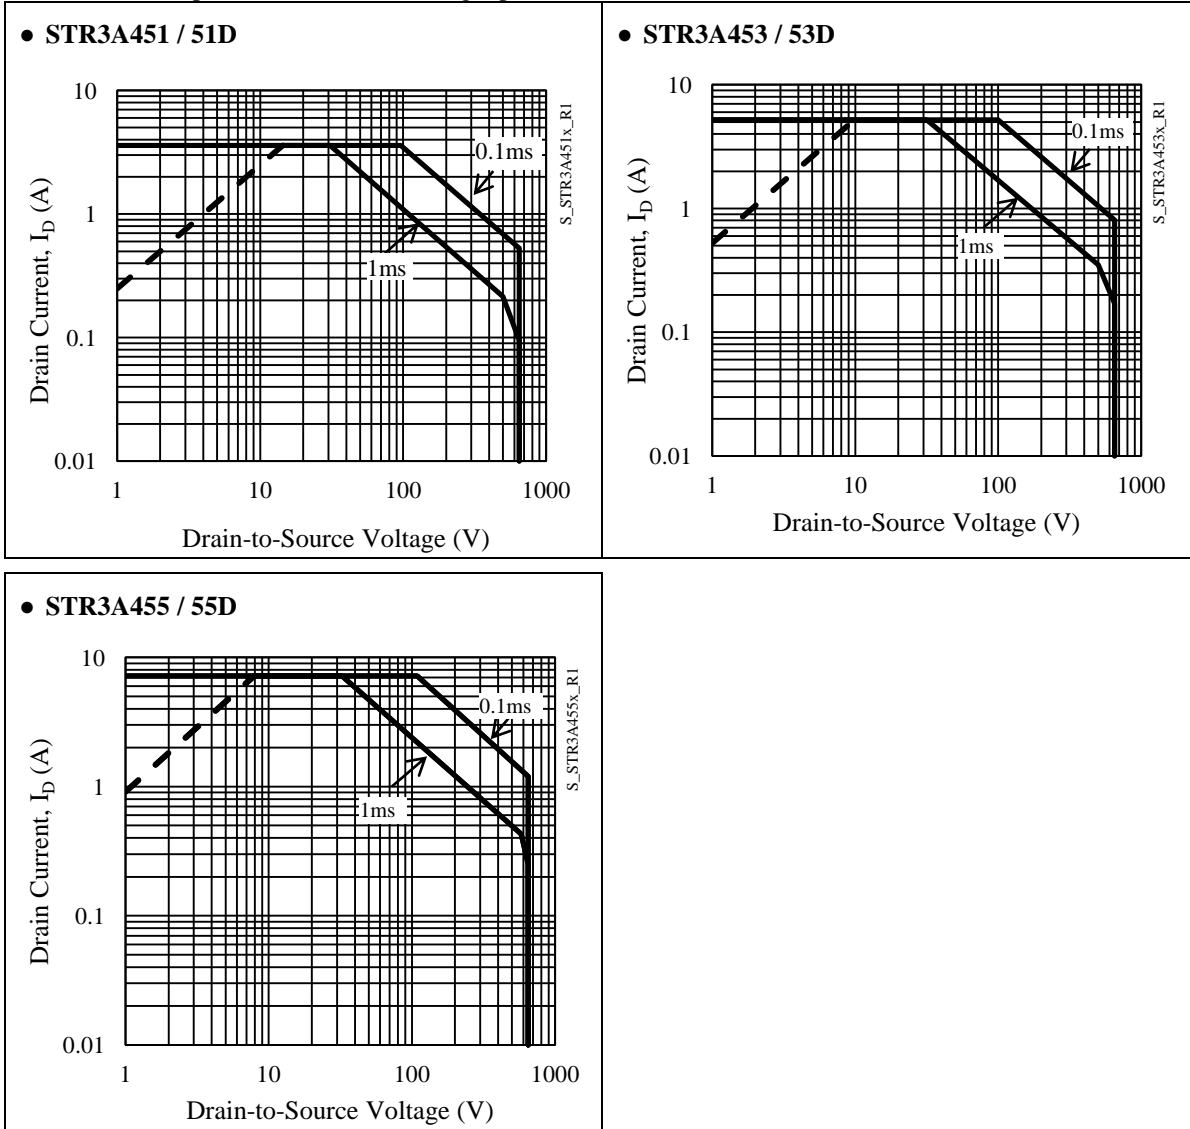 ● STR3A451 / 51D
10
1
0.1
0.01
1 10 100 1000
Drain Current, I_D (A)
Drain-to-Source Voltage (V)
0.1ms
1ms
S_STR3A451x_R1
● STR3A453 / 53D
10
1
0.1
0.01
1 10 100 1000
Drain Current, I_D (A)
Drain-to-Source Voltage (V)
0.1ms
1ms
S_STR3A453x_R1
● STR3A455 / 55D
10
1
0.1
0.01
1 10 100 1000
Drain Current, I_D (A)
Drain-to-Source Voltage (V)
0.1ms
1ms
S_STR3A455x_R1